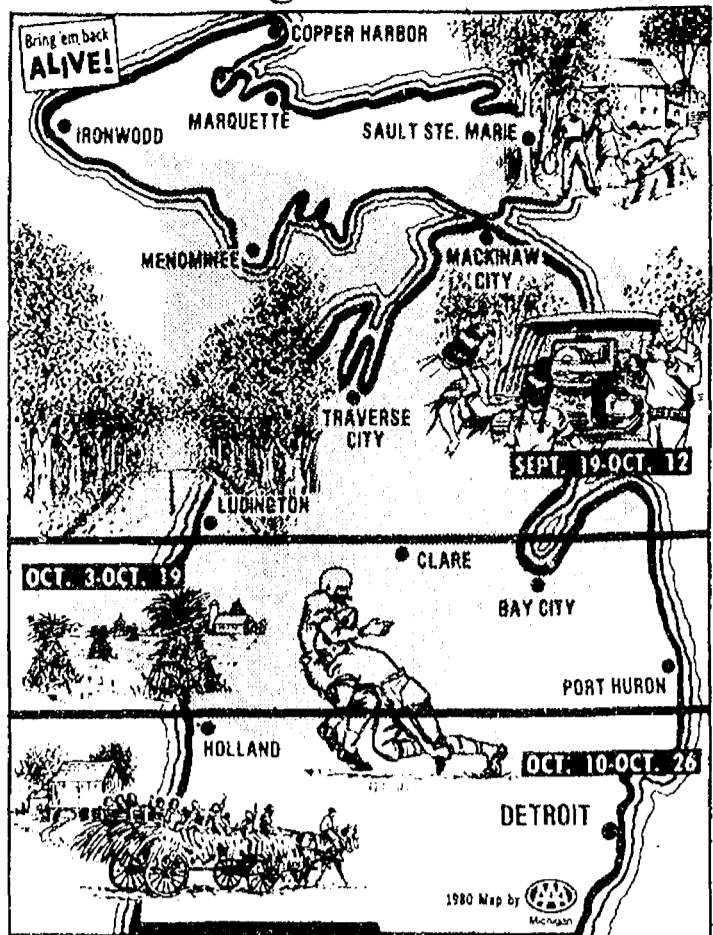 Bring 'em back
ALIVE!
COPPER HARBOR
MARQUETTE
IRONWOOD
SAULT STE. MARIE
MENOMINEE
MACKINAW
CITY
TRAVERSE
CITY
SEPT. 19-OCT. 12
LUDINGTON
CLARE
OCT. 3-OCT. 19
BAY CITY
PORT HURON
HOLLAND
OCT. 10-OCT. 26
DETROIT
1980 Map by
AAA
Michigan